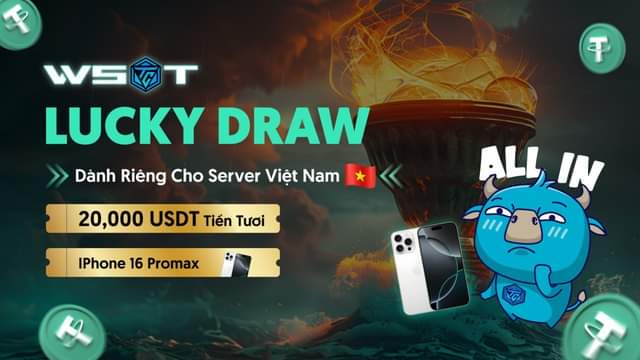 WSOT
LUCKY DRAW
Dành Riêng Cho Server Việt Nam
ALL IN
20,000 USDT Tiền Tươi
IPhone 16 Promax